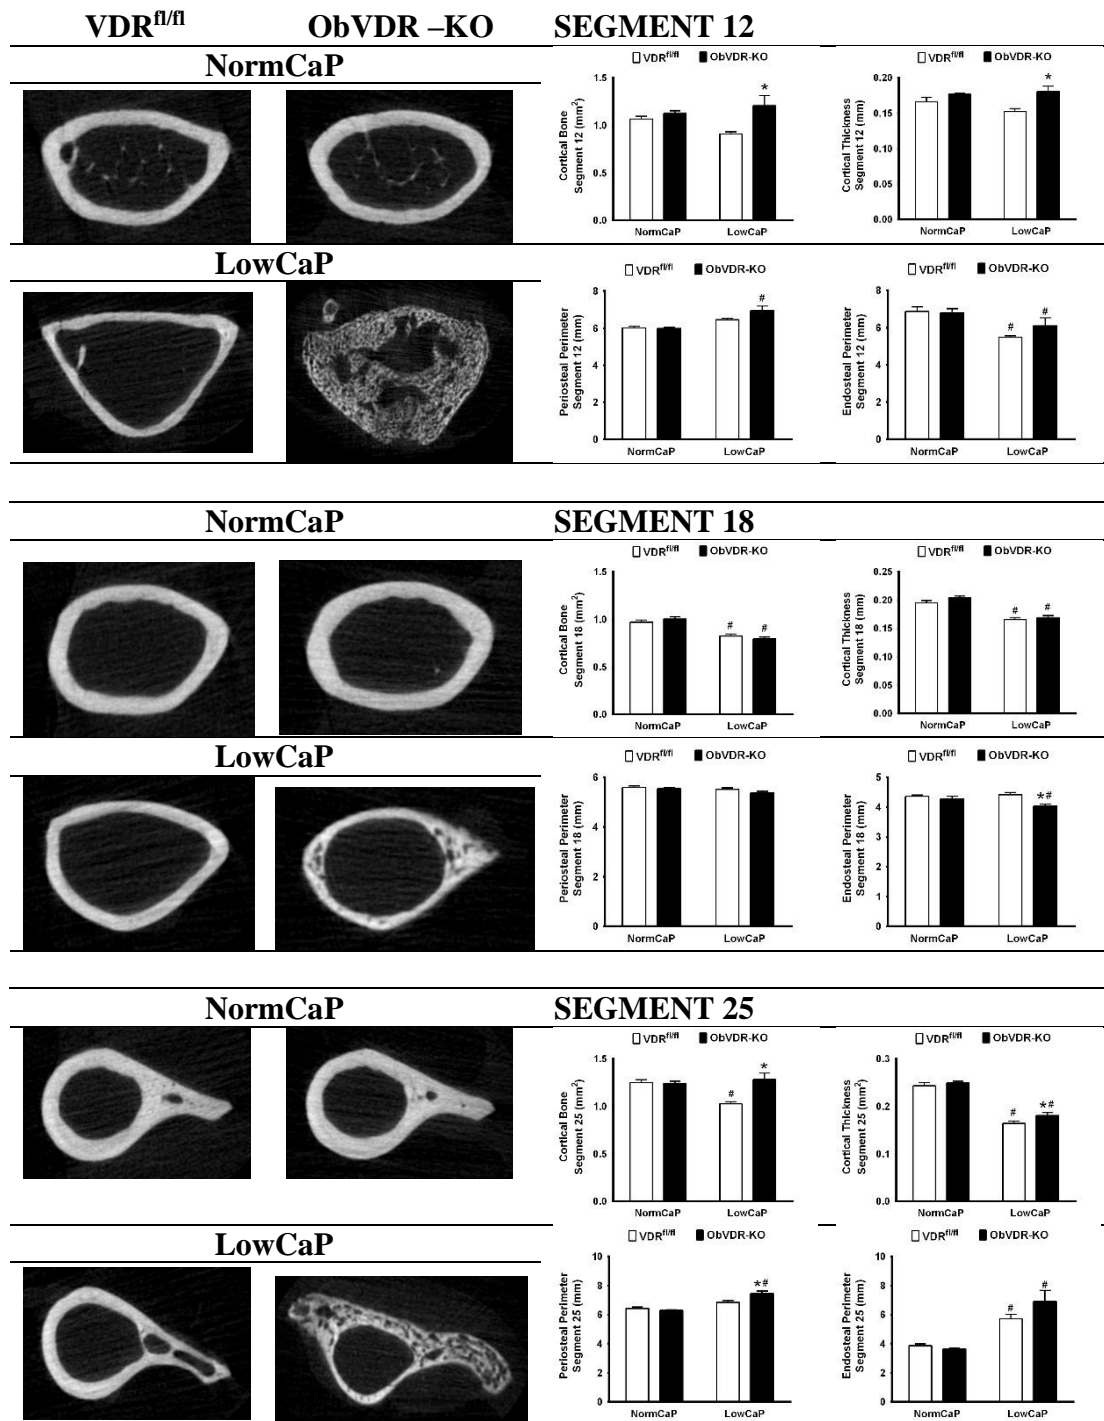 VDRfl/fl ObVDR –KO SEGMENT 12
NormCaP
VDRfl/fl ObVDR-KO
Cortical Bone
Segment 12 (mm2)
1.5
1.0
0.5
0.0
*
NormCaP LowCaP
VDRfl/fl ObVDR-KO
Cortical Thickness
Segment 12 (mm)
0.20
0.15
0.10
0.05
0.00
*
NormCaP LowCaP
LowCaP
VDRfl/fl ObVDR-KO
Periosteal Perimeter
Segment 12 (mm)
8
6
4
2
0
#
NormCaP LowCaP
VDRfl/fl ObVDR-KO
Endosteal Perimeter
Segment 12 (mm)
8
6
4
2
0
# #
NormCaP LowCaP
NormCaP SEGMENT 18
VDRfl/fl ObVDR-KO
Cortical Bone
Segment 18 (mm2)
1.5
1.0
0.5
0.0
# #
NormCaP LowCaP
VDRfl/fl ObVDR-KO
Cortical Thickness
Segment 18 (mm)
0.25
0.20
0.15
0.10
0.05
0.00
# #
NormCaP LowCaP
LowCaP
VDRfl/fl ObVDR-KO
Periosteal Perimeter
Segment 18 (mm)
6
4
2
0
NormCaP LowCaP
VDRfl/fl ObVDR-KO
Endosteal Perimeter
Segment 18 (mm)
5
4
3
2
1
0
*#
NormCaP LowCaP
NormCaP SEGMENT 25
VDRfl/fl ObVDR-KO
Cortical Bone
Segment 25 (mm2)
1.5
1.0
0.5
0.0
# *
NormCaP LowCaP
VDRfl/fl ObVDR-KO
Cortical Thickness
Segment 25 (mm)
0.3
0.2
0.1
0.0
# *#
NormCaP LowCaP
LowCaP
VDRfl/fl ObVDR-KO
Periosteal Perimeter
Segment 25 (mm)
10
8
6
4
2
0
*#
NormCaP LowCaP
VDRfl/fl ObVDR-KO
Endosteal Perimeter
Segment 25 (mm)
10
8
6
4
2
0
# #
NormCaP LowCaP